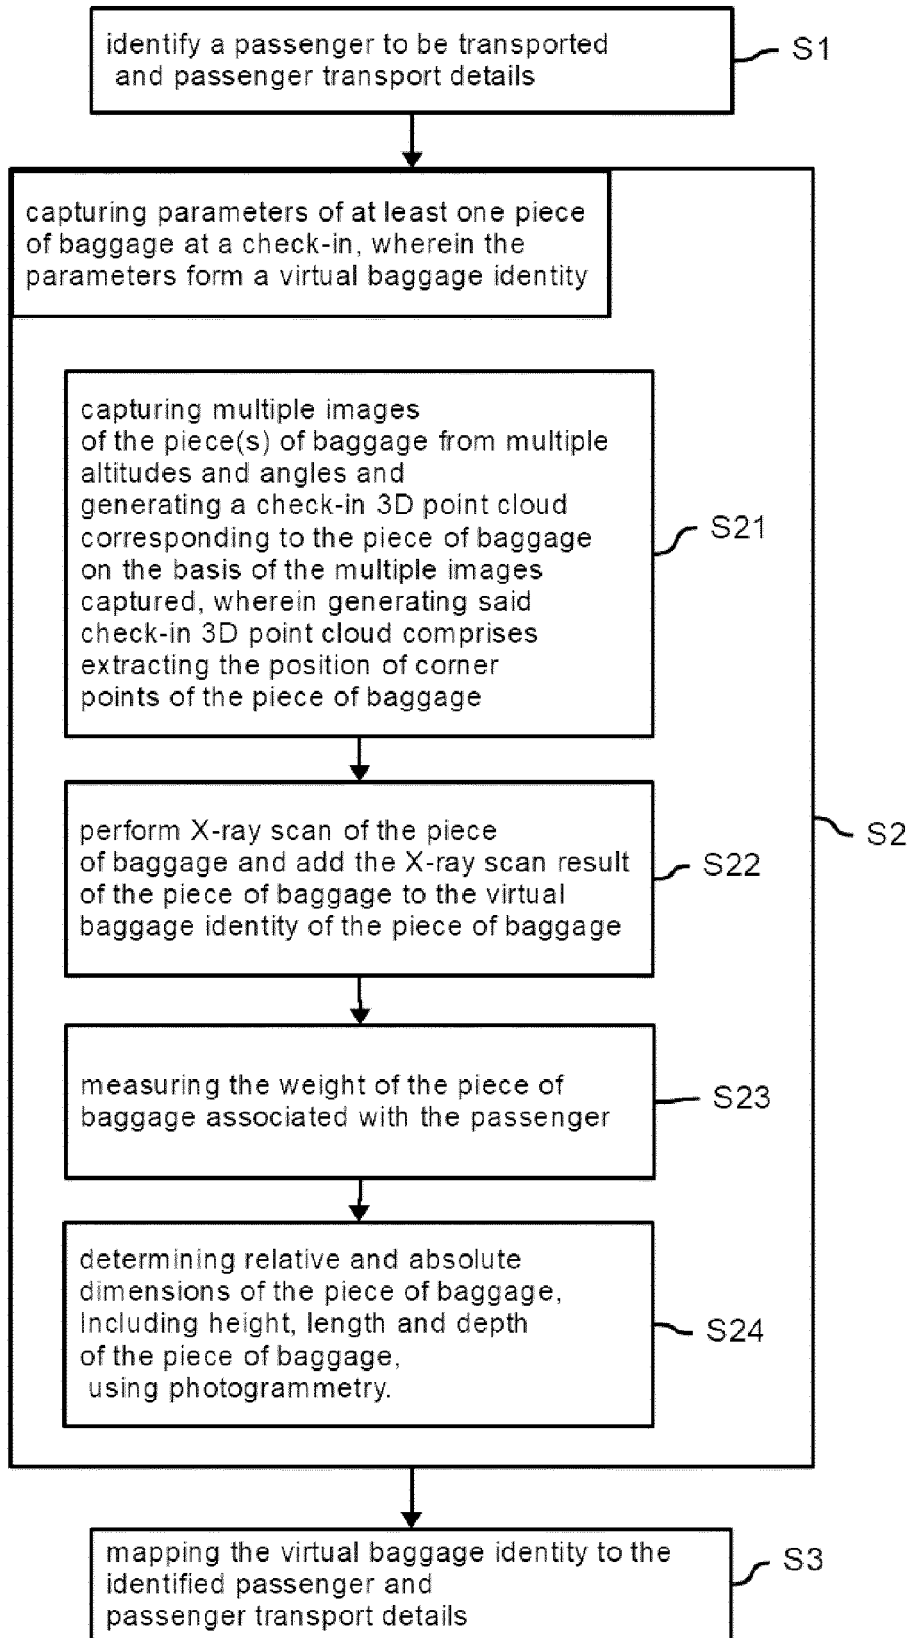 identify a passenger to be transported
and passenger transport details
S1
capturing parameters of at least one piece
of baggage at a check-in, wherein the
parameters form a virtual baggage identity
capturing multiple images
of the piece(s) of baggage from multiple
altitudes and angles and
generating a check-in 3D point cloud
corresponding to the piece of baggage
on the basis of the multiple images
captured, wherein generating said
check-in 3D point cloud comprises
extracting the position of corner
points of the piece of baggage
S21
perform X-ray scan of the piece
of baggage and add the X-ray scan result
of the piece of baggage to the virtual
baggage identity of the piece of baggage
S22
S2
measuring the weight of the piece of
baggage associated with the passenger
S23
determining relative and absolute
dimensions of the piece of baggage,
Including height, length and depth
of the piece of baggage,
using photogrammetry.
S24
mapping the virtual baggage identity to the
identified passenger and
passenger transport details
S3